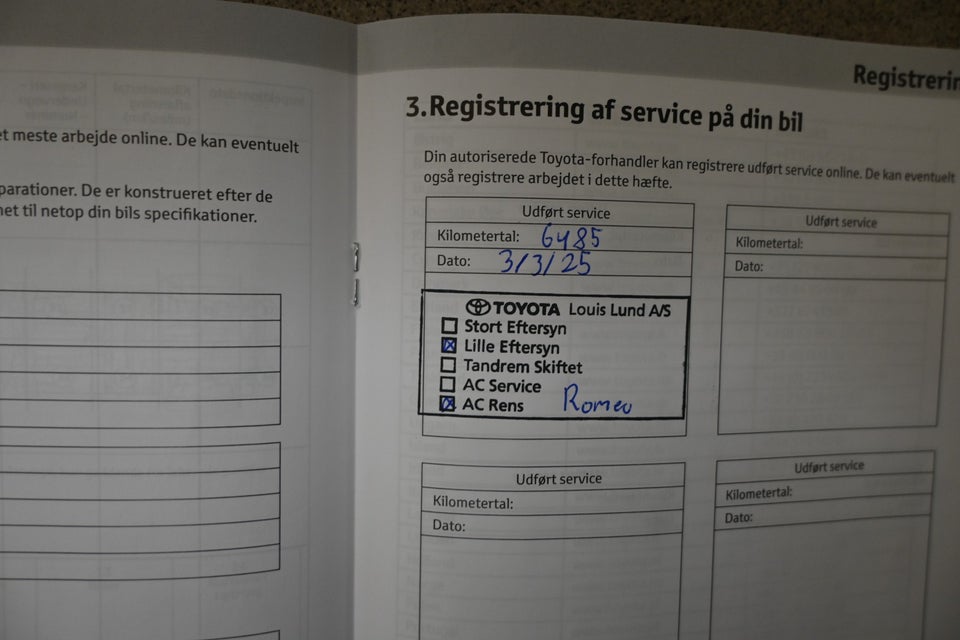 et meste arbejde online. De kan eventuelt
parationer. De er konstrueret efter de
net til netop din bils specifikationer.
Registrerin
3.Registrering af service på din bil
Din autoriserede Toyota-forhandler kan registrere udført service online. De kan eventuelt
også registrere arbejdet i dette hæfte.
Udført service
Kilometertal: 6485
Dato: 3/3/25
TOYOTA Louis Lund A/S
Stort Eftersyn
Lille Eftersyn
Tandrem Skiftet
AC Service
AC Rens Romeo
Udført service
Kilometertal:
Dato:
Udført service
Kilometertal:
Dato:
Udført service
Kilometertal:
Dato: